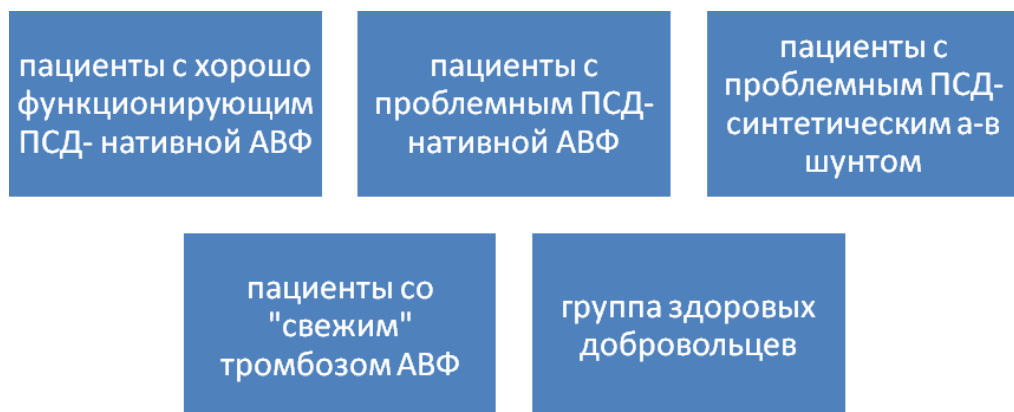 пациенты с хорошо
функционирующим
ПСД- нативной АВФ
пациенты с
проблемным ПСД-
нативной АВФ
пациенты с
проблемным ПСД-
синтетическим а-в
шунтом
пациенты со
"свежим"
тромбозом АВФ
группа здоровых
добровольцев